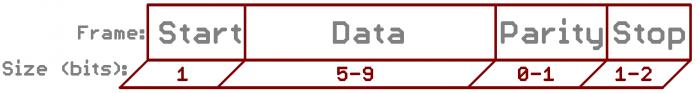 Frame: Start Data Parity Stop
Size (bits): 1 5-9 0-1 1-2